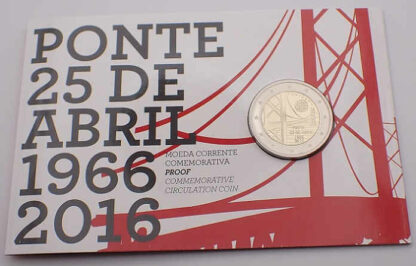 PONTE
25 DE
ABRIL
1966
2016
MOEDA CORRENTE
COMEMORATIVA
PROOF
COMMEMORATIVE
CIRCULATION COIN